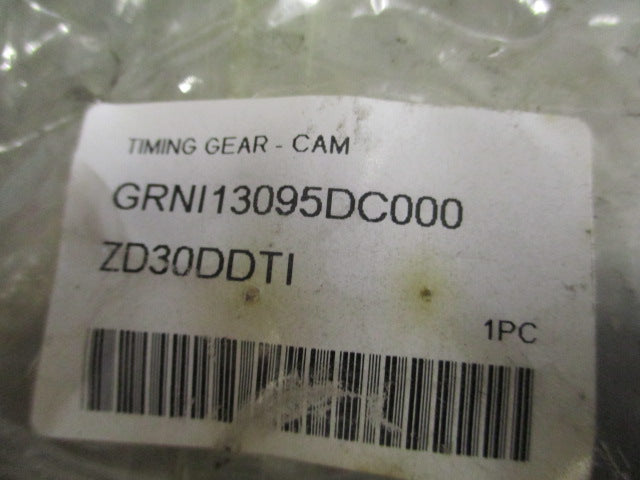 TIMING GEAR - CAM
GRNI13095DC000
ZD30DDTI
1PC